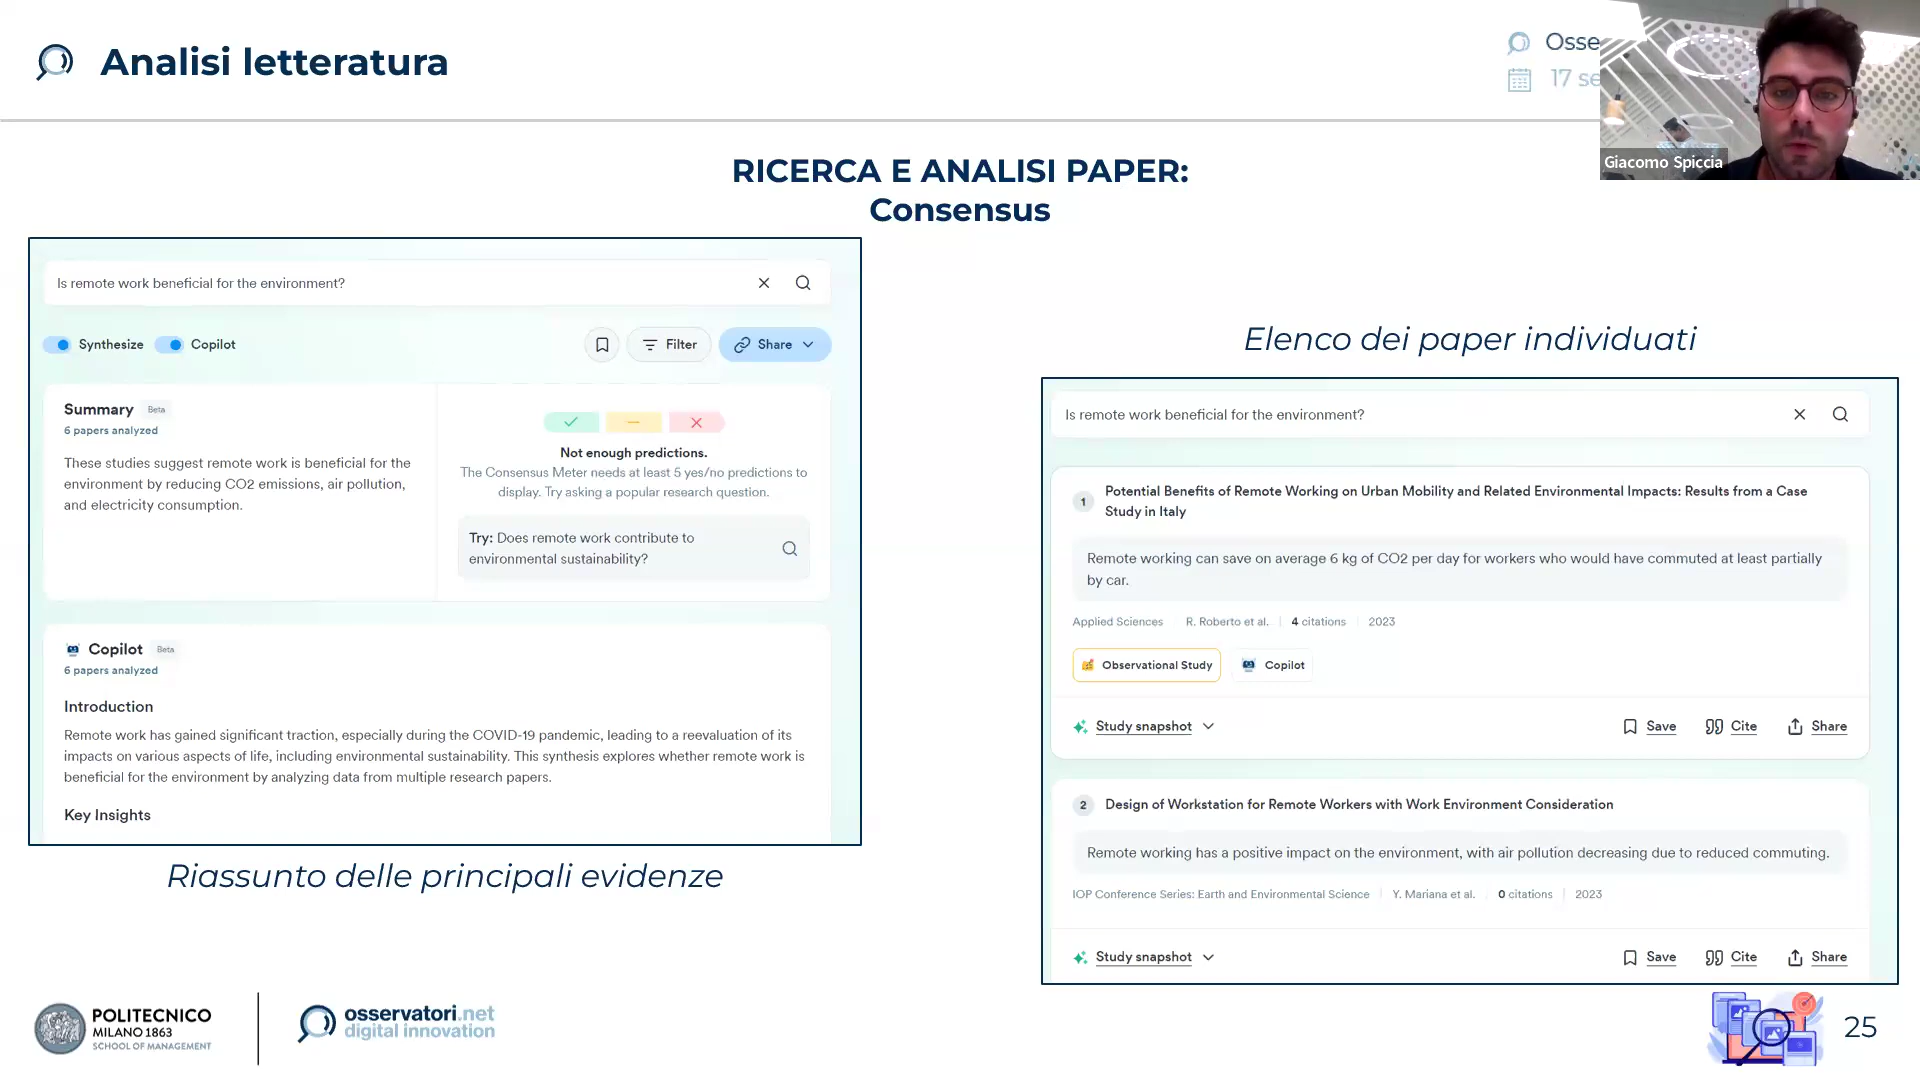 Analisi letteratura
Osse
17 se
Giacomo Spiccia
RICERCA E ANALISI PAPER:
Consensus
Is remote work beneficial for the environment?
Synthesize
Copilot
Filter
Share
Summary
Beta
6 papers analyzed
These studies suggest remote work is beneficial for the
environment by reducing CO2 emissions, air pollution,
and electricity consumption.
Not enough predictions.
The Consensus Meter needs at least 5 yes/no predictions to
display. Try asking a popular research question.
Try: Does remote work contribute to
environmental sustainability?
Copilot
Beta
6 papers analyzed
Introduction
Remote work has gained significant traction, especially during the COVID-19 pandemic, leading to a reevaluation of its
impacts on various aspects of life, including environmental sustainability. This synthesis explores whether remote work is
beneficial for the environment by analyzing data from multiple research papers.
Key Insights
Riassunto delle principali evidenze
Elenco dei paper individuati
Is remote work beneficial for the environment?
1
Potential Benefits of Remote Working on Urban Mobility and Related Environmental Impacts: Results from a Case
Study in Italy
Remote working can save on average 6 kg of CO2 per day for workers who would have commuted at least partially
by car.
Applied Sciences R. Roberto et al. 4 citations 2023
Observational Study
Copilot
Study snapshot
Save
Cite
Share
2
Design of Workstation for Remote Workers with Work Environment Consideration
Remote working has a positive impact on the environment, with air pollution decreasing due to reduced commuting.
IOP Conference Series: Earth and Environmental Science Y. Mariana et al. 0 citations 2023
Study snapshot
Save
Cite
Share
POLITECNICO
MILANO 1863
SCHOOL OF MANAGEMENT
osservatori.net
digital innovation
25